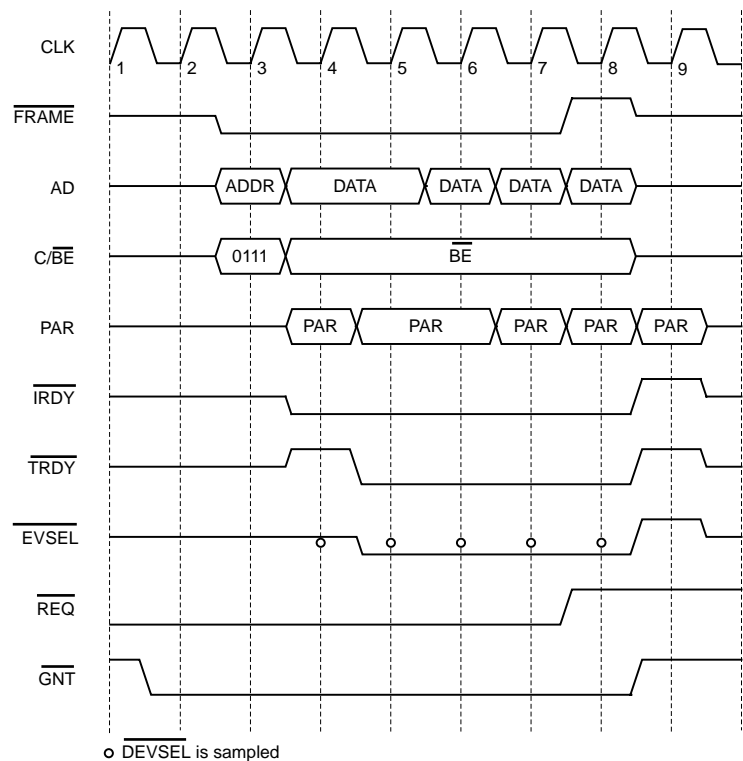 CLK
1 2 3 4 5 6 7 8 9
FRAME
AD ADDR DATA DATA DATA DATA
C/BE 0111 BE
PAR PAR PAR PAR PAR PAR
IRDY
TRDY
EVSEL
REQ
GNT
DEVSEL is sampled